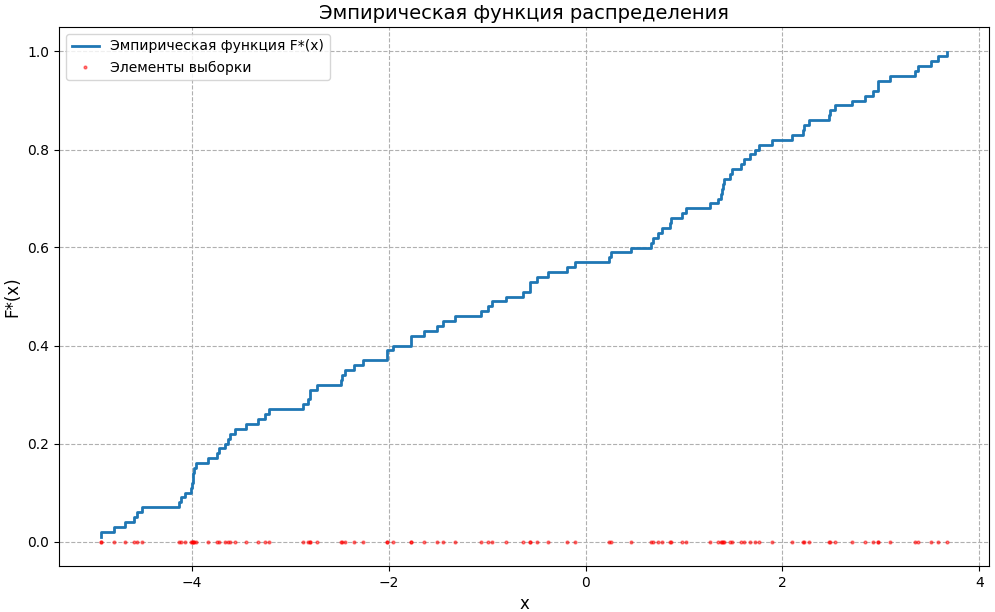 Эмпирическая функция распределения
Эмпирическая функция F*(x)
Элементы выборки
F*(x)
1.0
0.8
0.6
0.4
0.2
0.0
−4
−2
0
2
4
x